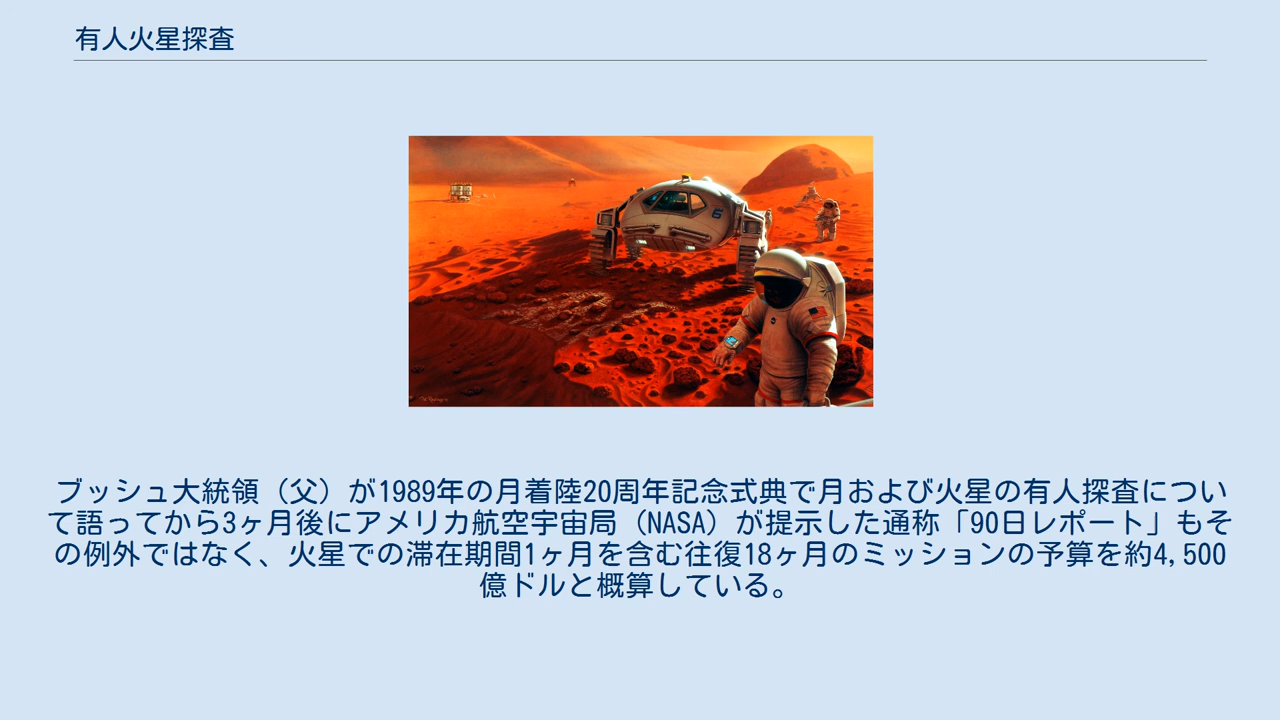 有人火星探査
6
ブッシュ大統領（父）が1989年の月着陸20周年記念式典で月および火星の有人探査につい
て語ってから3ヶ月後にアメリカ航空宇宙局（NASA）が提示した通称「90日レポート」もそ
の例外ではなく、火星での滞在期間1ヶ月を含む往復18ヶ月のミッションの予算を約4,500
億ドルと概算している。